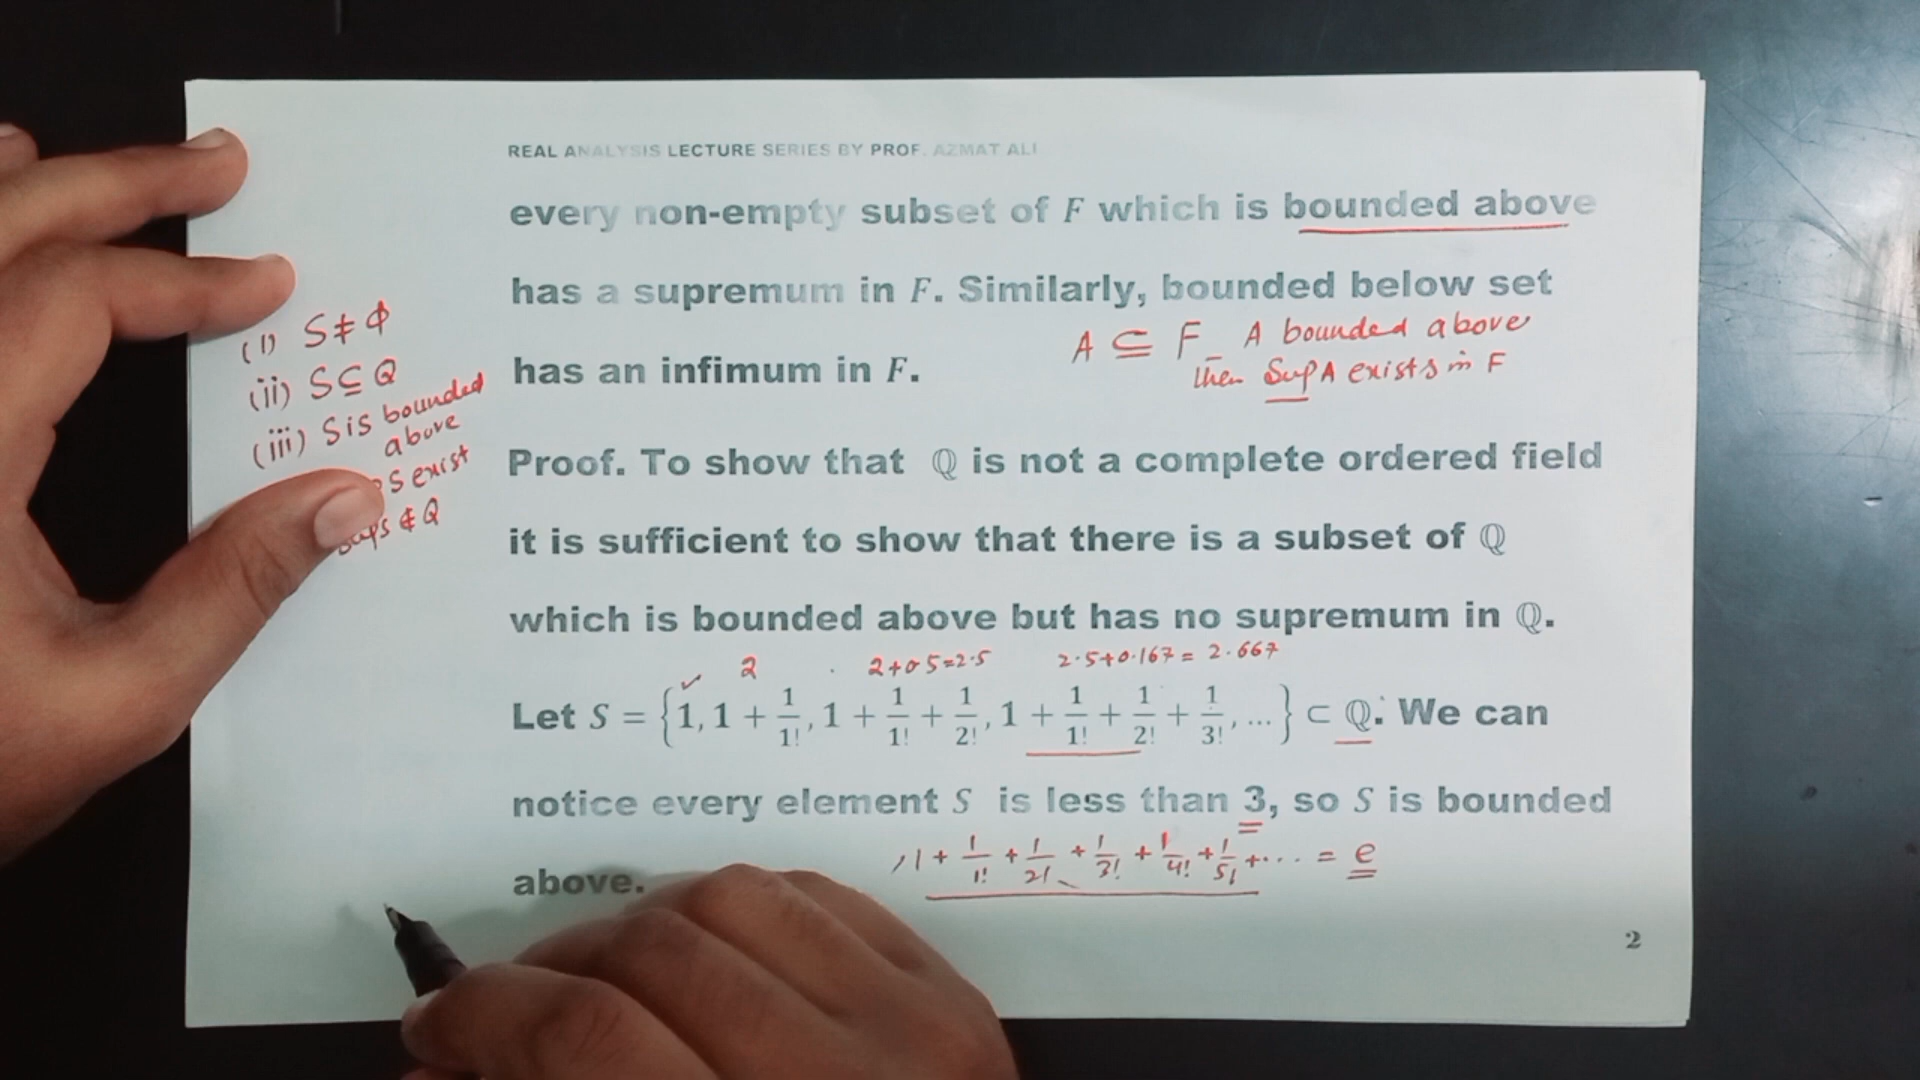 REAL ANALYSIS LECTURE SERIES BY PROF. AZMAT ALI
every non-empty subset of F which is bounded above
has a supremum in F. Similarly, bounded below set
A ⊆ F A bounded above
has an infimum in F.
then SupA exists in F
(i) S ≠ ϕ
(ii) S ⊆ Q
(iii) S is bounded
above
S exist
Sups ∉ Q
Proof. To show that ℚ is not a complete ordered field
it is sufficient to show that there is a subset of ℚ
which is bounded above but has no supremum in ℚ.
2 2+0.5=2.5 2.5+0.167= 2.667
Let S = {1, 1 + 1/1!, 1 + 1/1! + 1/2!, 1 + 1/1! + 1/2! + 1/3!, ...} ⊂ ℚ. We can
notice every element S is less than 3, so S is bounded
, 1 + 1/1! + 1/2! + 1/3! + 1/4! + 1/5! + ... = e
above.
2